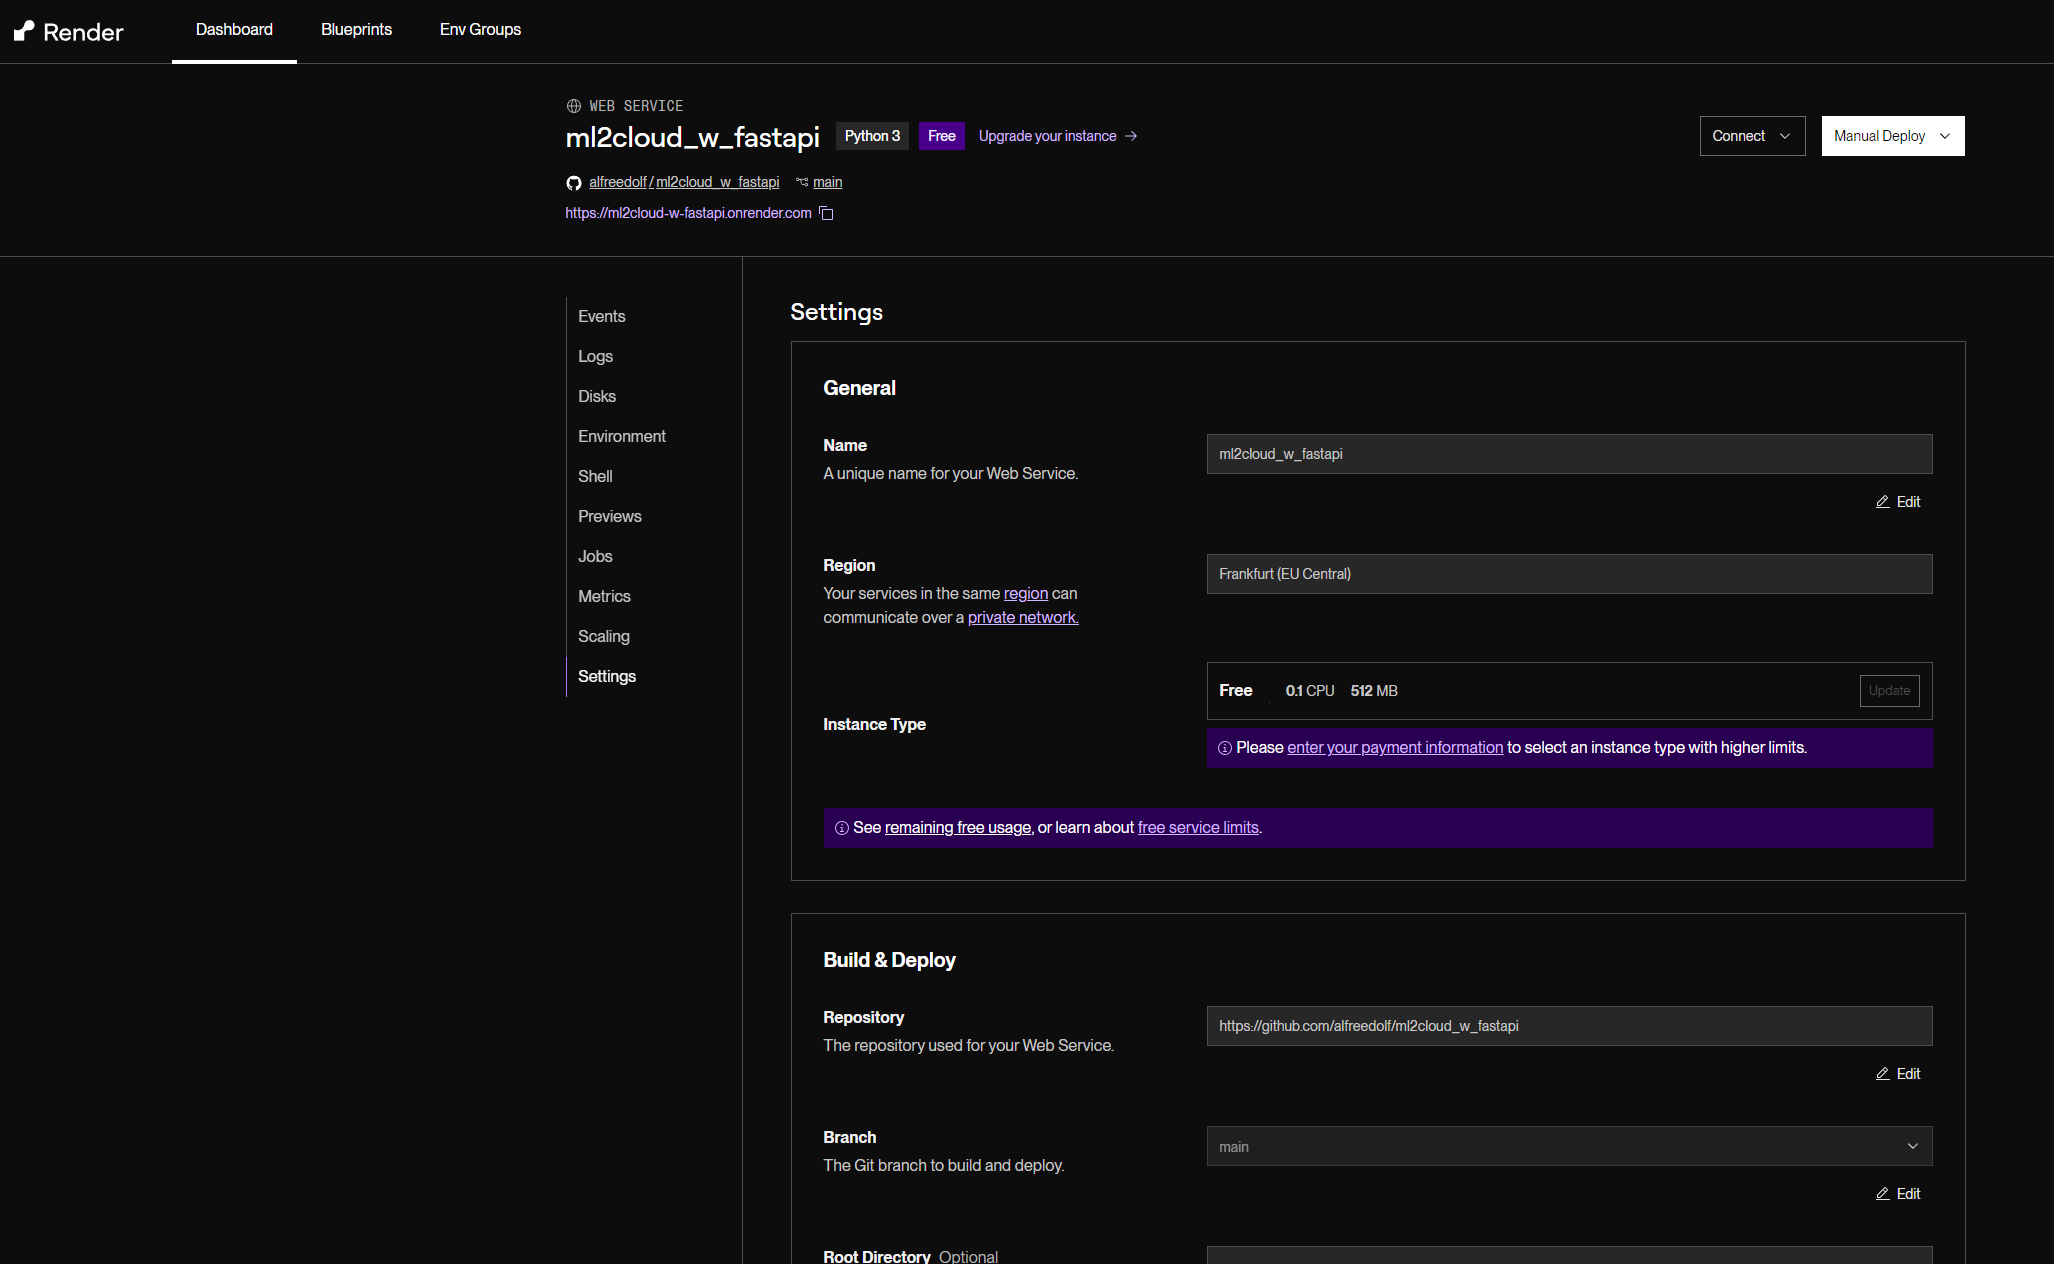 Render
Dashboard
Blueprints
Env Groups
WEB SERVICE
ml2cloud_w_fastapi
Python 3
Free
Upgrade your instance →
Connect
Manual Deploy
alfreedolf / ml2cloud_w_fastapi
main
https://ml2cloud-w-fastapi.onrender.com
Events
Logs
Disks
Environment
Shell
Previews
Jobs
Metrics
Scaling
Settings
Settings
General
Name
A unique name for your Web Service.
ml2cloud_w_fastapi
Edit
Region
Your services in the same region can
communicate over a private network.
Frankfurt (EU Central)
Instance Type
Free 0.1 CPU 512 MB
Update
Please enter your payment information to select an instance type with higher limits.
See remaining free usage, or learn about free service limits.
Build & Deploy
Repository
The repository used for your Web Service.
https://github.com/alfreedolf/ml2cloud_w_fastapi
Edit
Branch
The Git branch to build and deploy.
main
Edit
Root Directory Optional